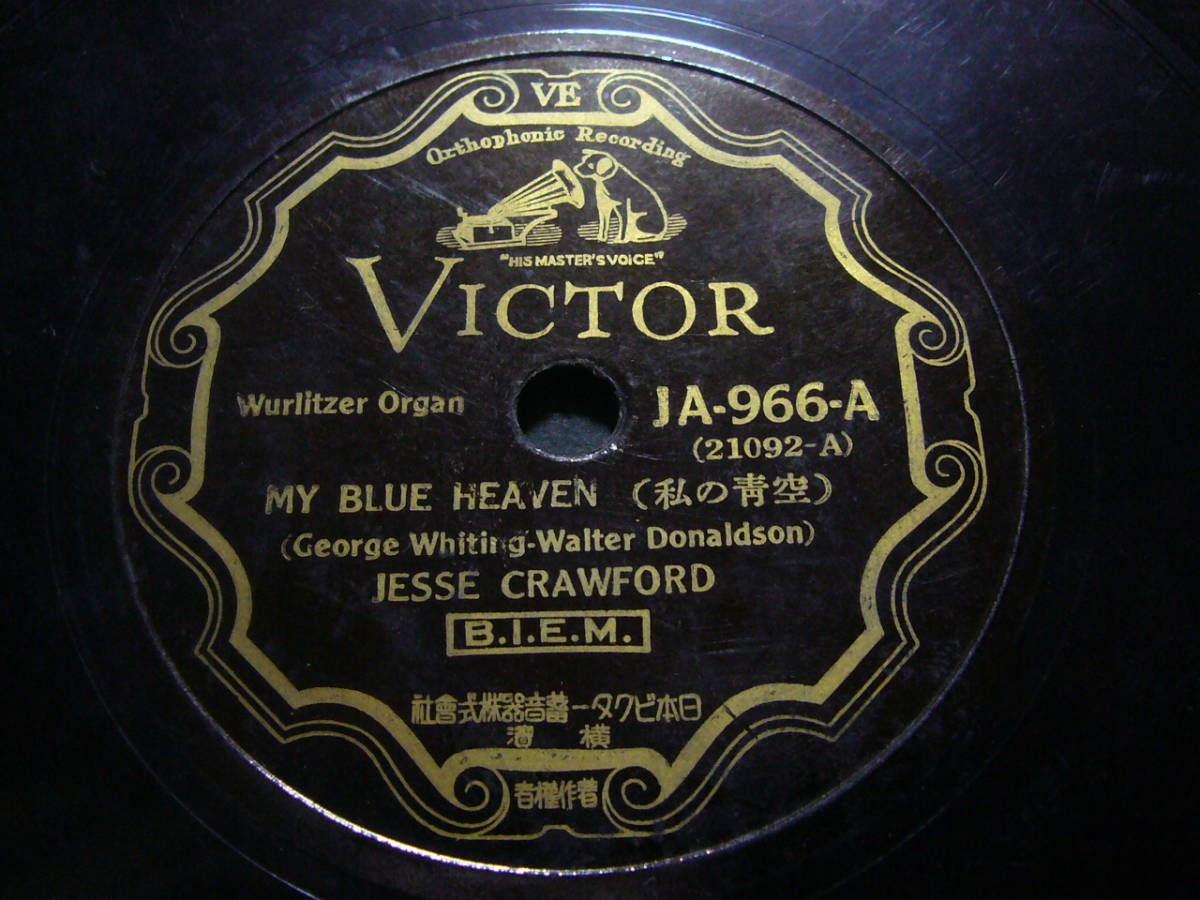 VE
Orthophonic Recording
"HIS MASTER'S VOICE"
VICTOR
Wurlitzer Organ
JA-966-A
(21092-A)
MY BLUE HEAVEN (私の青空)
(George Whiting-Walter Donaldson)
JESSE CRAWFORD
B.I.E.M.
日本ビクター蓄音器株式會社
横濱
著作權者